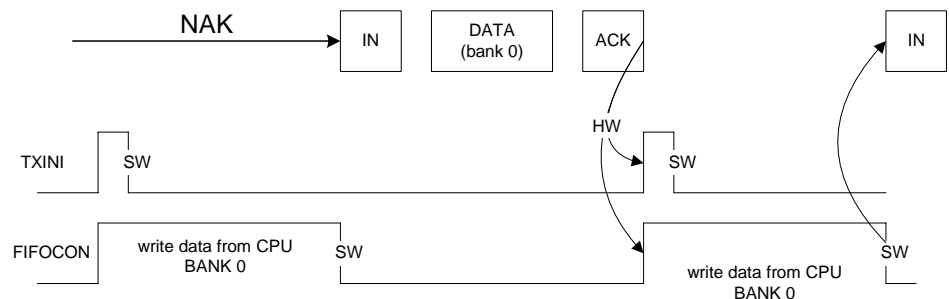 NAK
IN
DATA
(bank 0)
ACK
IN
HW
TXINI
SW
SW
FIFOCON
write data from CPU
BANK 0
SW
write data from CPU
BANK 0
SW